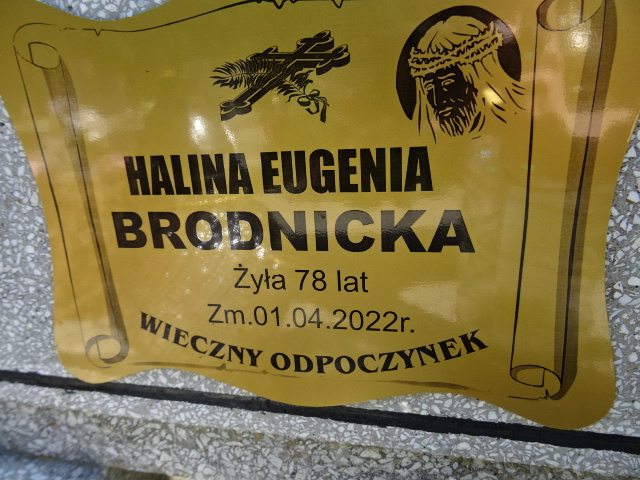 HALINA EUGENIA
BRODNICKA
Żyła 78 lat
Zm.01.04.2022r.
WIECZNY ODPOCZYNEK